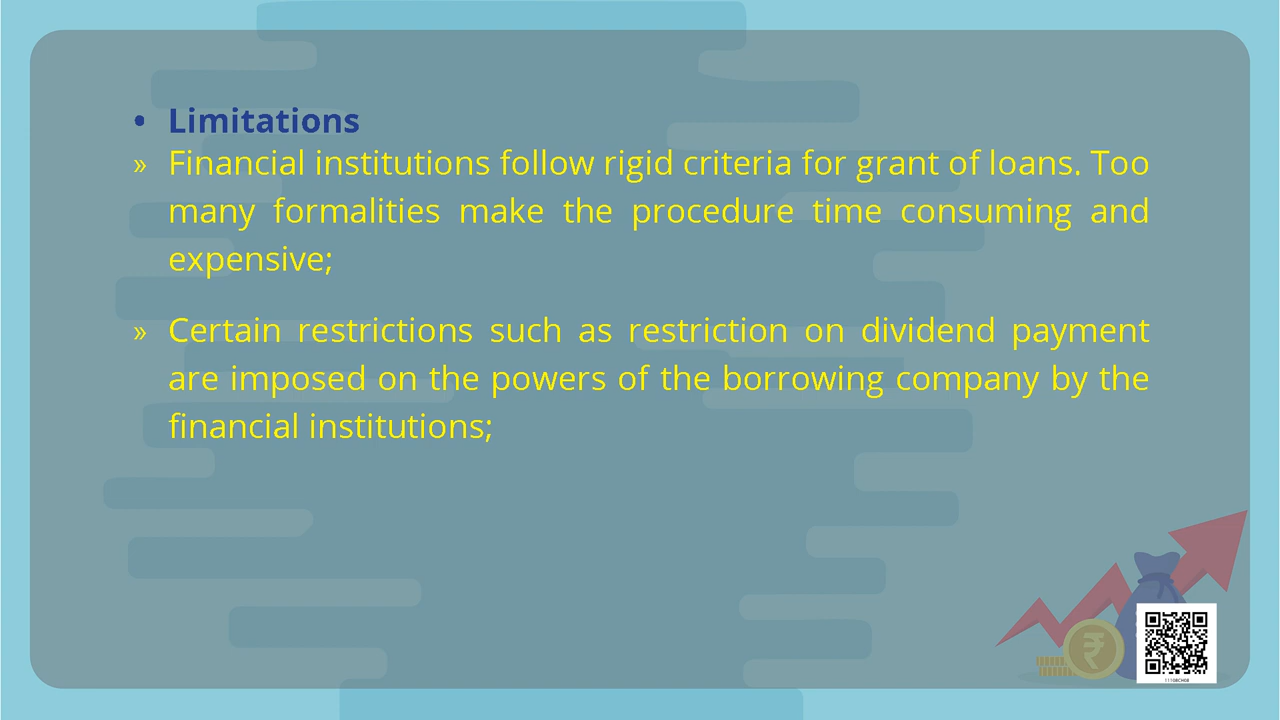 • Limitations
» Financial institutions follow rigid criteria for grant of loans. Too
many formalities make the procedure time consuming and
expensive;
» Certain restrictions such as restriction on dividend payment
are imposed on the powers of the borrowing company by the
financial institutions;
₹
11108CH08